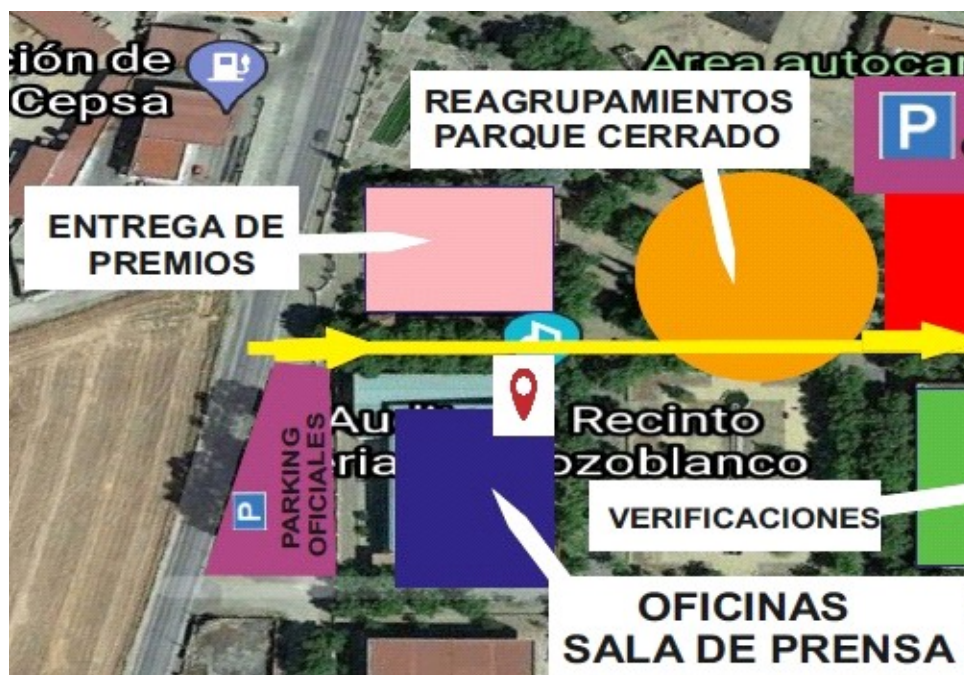 ción de
Cepsa
Area autocar
REAGRUPAMIENTOS
PARQUE CERRADO
P
ENTREGA DE
PREMIOS
Recinto
ozoblanco
P
PARKING
OFICIALES
VERIFICACIONES
OFICINAS
SALA DE PRENSA